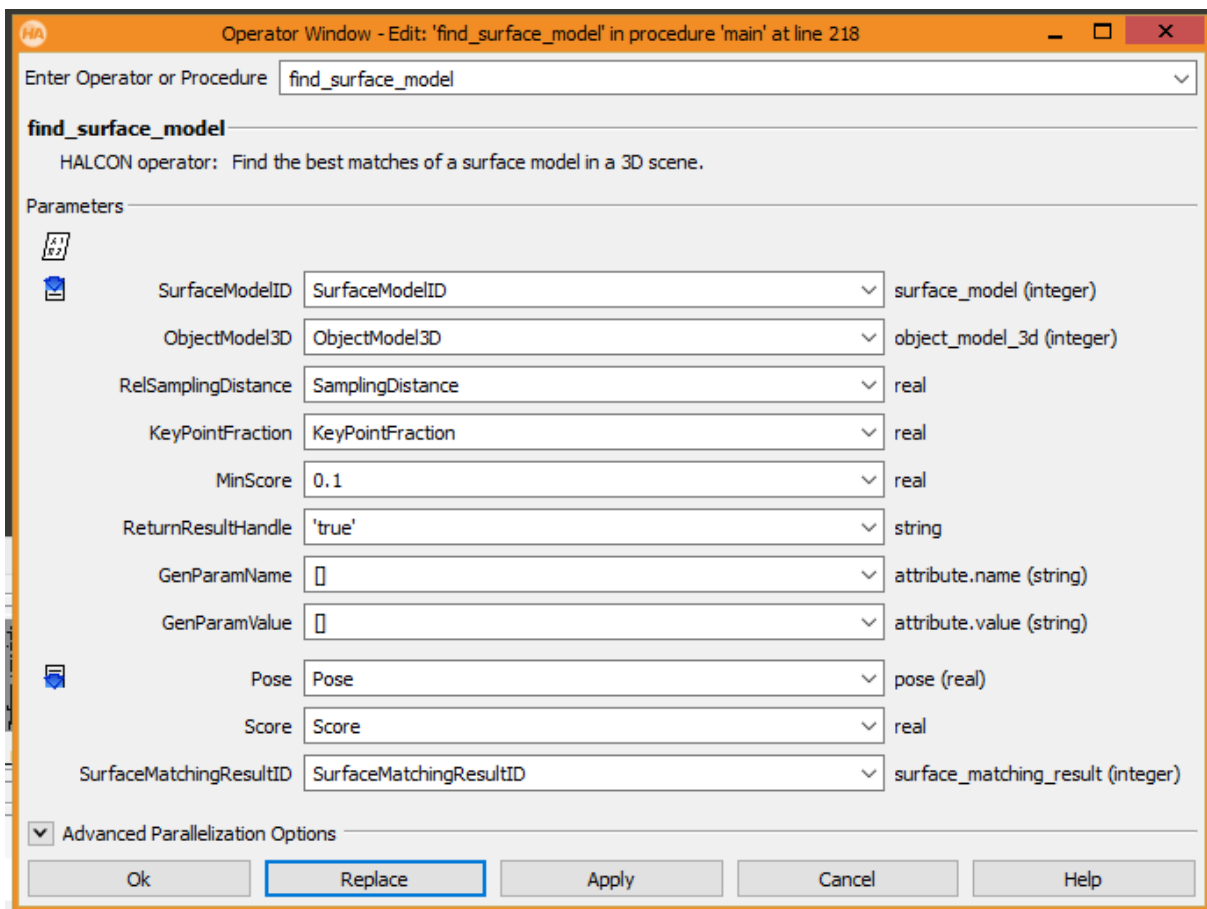 HA Operator Window - Edit: 'find_surface_model' in procedure 'main' at line 218
Enter Operator or Procedure find_surface_model
find_surface_model
HALCON operator: Find the best matches of a surface model in a 3D scene.
Parameters
SurfaceModelID SurfaceModelID surface_model (integer)
ObjectModel3D ObjectModel3D object_model_3d (integer)
RelSamplingDistance SamplingDistance real
KeyPointFraction KeyPointFraction real
MinScore 0.1 real
ReturnResultHandle 'true' string
GenParamName [] attribute.name (string)
GenParamValue [] attribute.value (string)
Pose Pose pose (real)
Score Score real
SurfaceMatchingResultID SurfaceMatchingResultID surface_matching_result (integer)
Advanced Parallelization Options
Ok Replace Apply Cancel Help